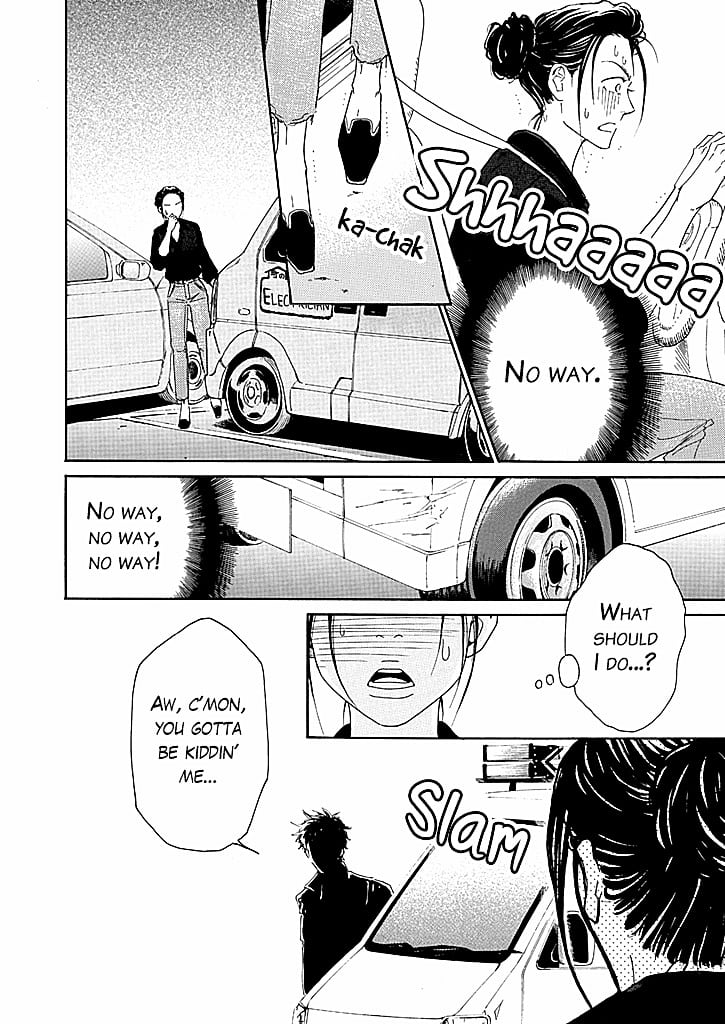 Shhhaaaaa
NO WAY.
ka-chak
ELECTRICIAN
NO WAY,
NO WAY,
NO WAY!
WHAT
SHOULD
I DO...?
AW, C'MON,
YOU GOTTA
BE KIDDIN'
ME...
Slam